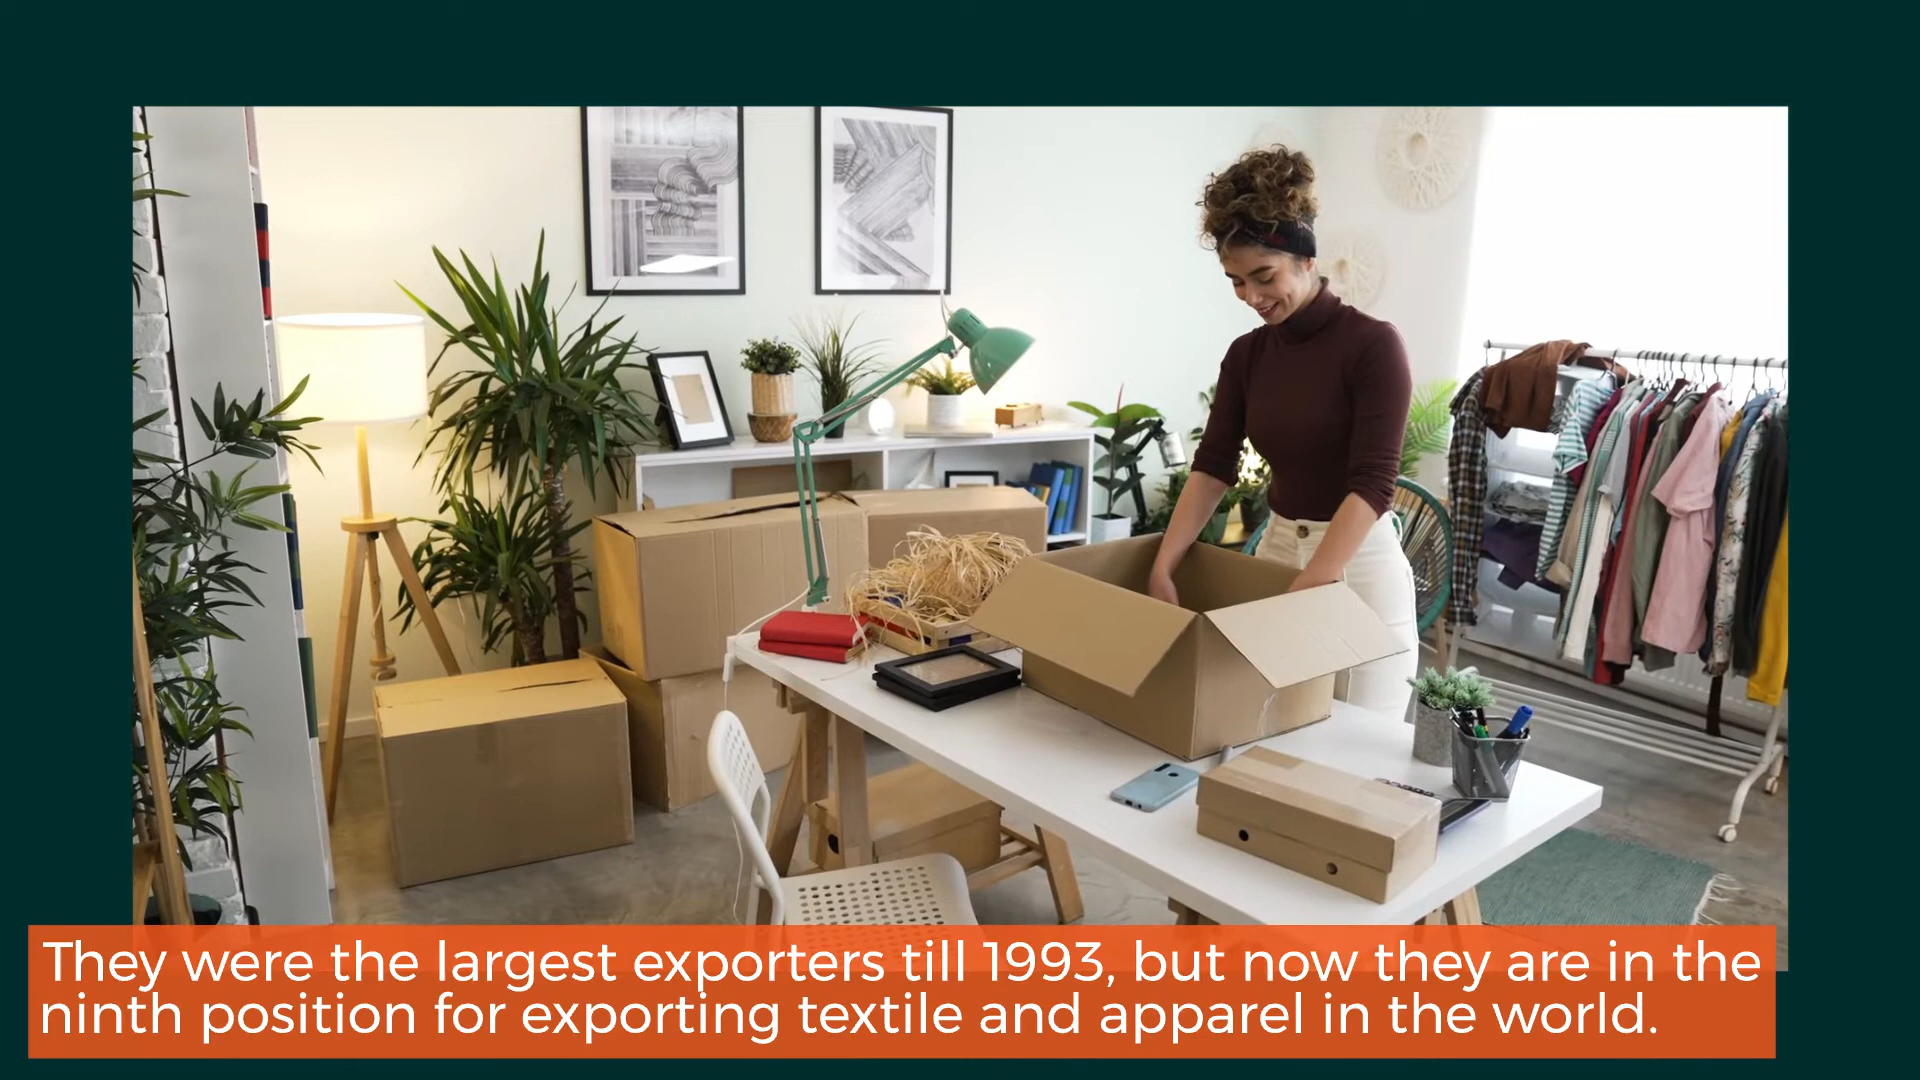 They were the largest exporters till 1993, but now they are in the
ninth position for exporting textile and apparel in the world.